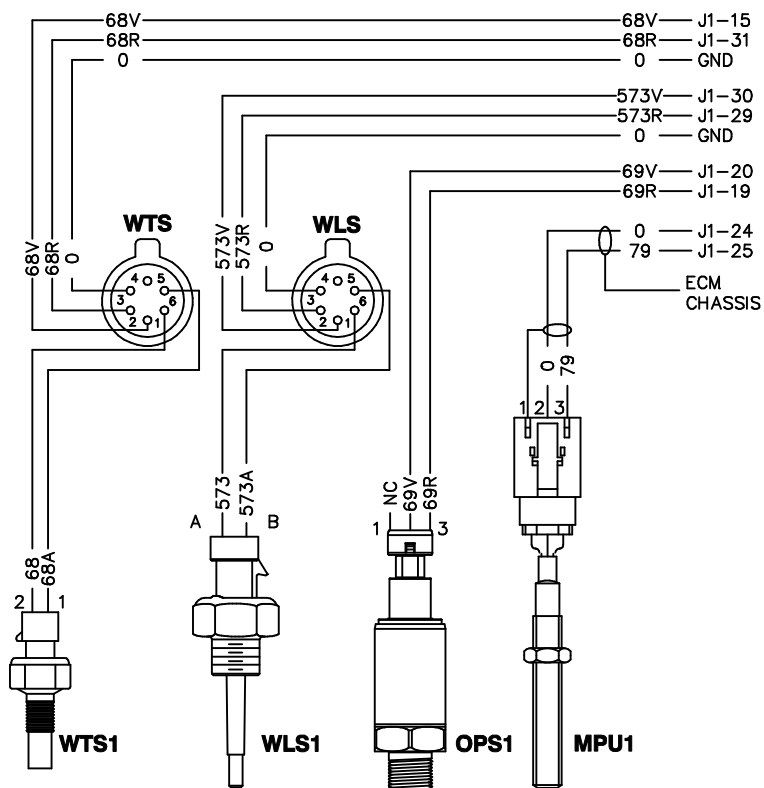 68V 68V J1-15
68R 68R J1-31
0 0 GND
573V J1-30
573R J1-29
0 GND
69V J1-20
69R J1-19
WTS WLS
0 J1-24
79 J1-25
68V 68R 0 573V 573R 0
ECM
CHASSIS
4 5 3 6 2 1
4 5 3 6 2 1
0 79
1 2 3
573 573A
NC 69V 69R
A B
1 3
68 68A
2 1
WTS1 WLS1 OPS1 MPU1